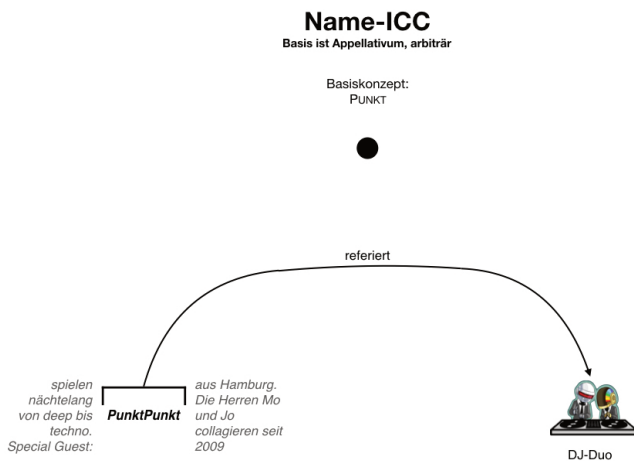 Name-ICC
Basis ist Appellativum, arbiträr
Basiskonzept:
PUNKT
referiert
spielen
nächtelang
von deep bis
techno.
Special Guest:
PunktPunkt
aus Hamburg.
Die Herren Mo
und Jo
collagieren seit
2009
DJ-Duo